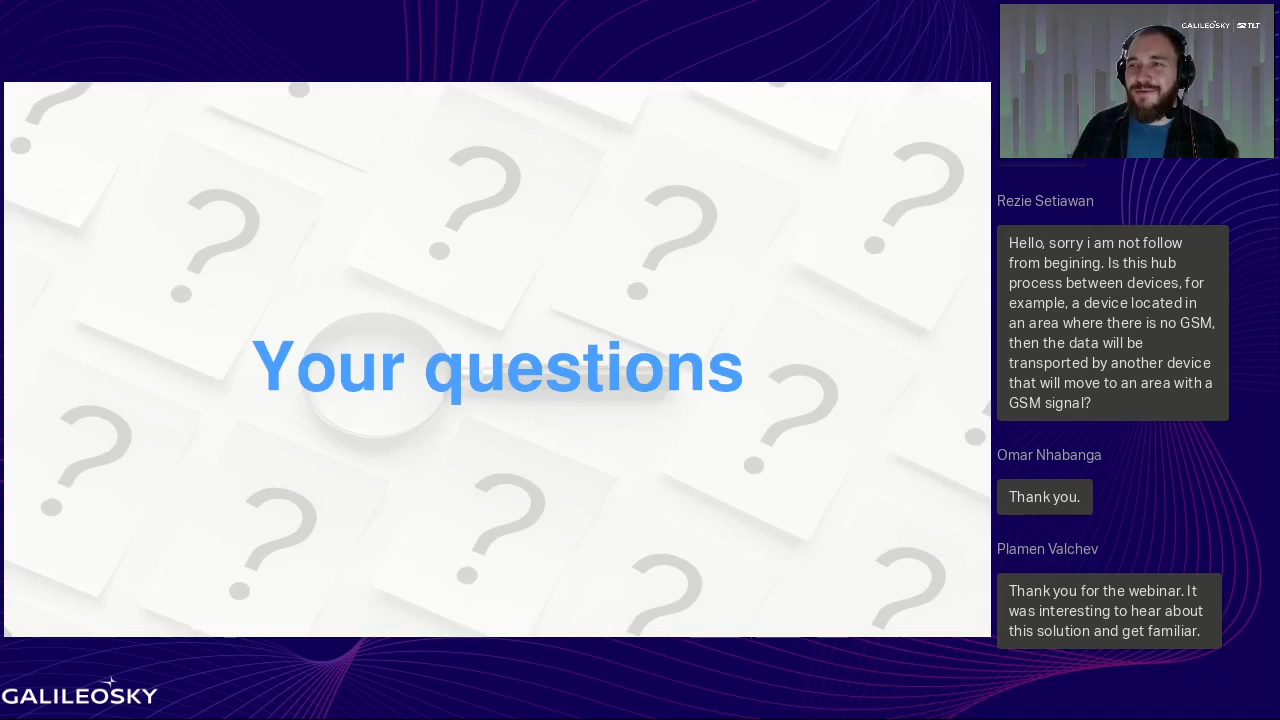 GALILEOSKY | TLT
Your questions
Rezie Setiawan
Hello, sorry i am not follow
from begining. Is this hub
process between devices, for
example, a device located in
an area where there is no GSM,
then the data will be
transported by another device
that will move to an area with a
GSM signal?
Omar Nhabanga
Thank you.
Plamen Valchev
Thank you for the webinar. It
was interesting to hear about
this solution and get familiar.
GALILEOSKY